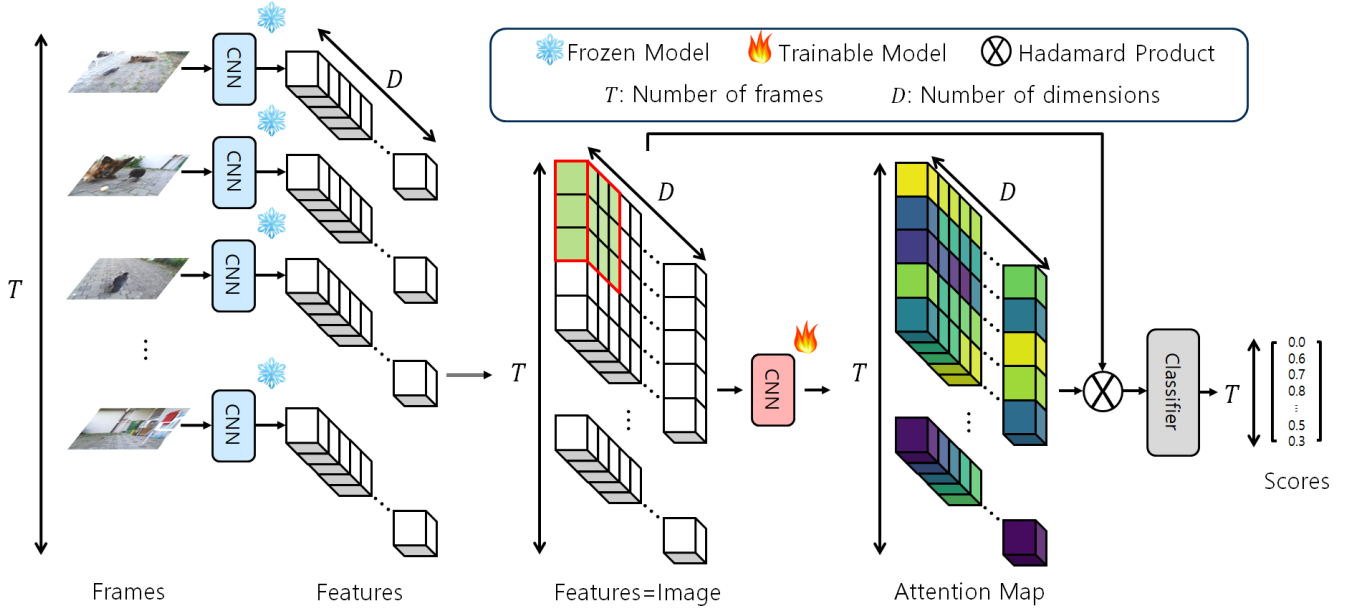 Frozen Model
Trainable Model
Hadamard Product
T: Number of frames
D: Number of dimensions
CNN
D
CNN
CNN
T
⋮
CNN
D
T
CNN
⋮
D
T
⋮
Classifier
T
0.0
0.6
0.7
0.8
...
0.5
0.3
Scores
Frames
Features
Features=Image
Attention Map